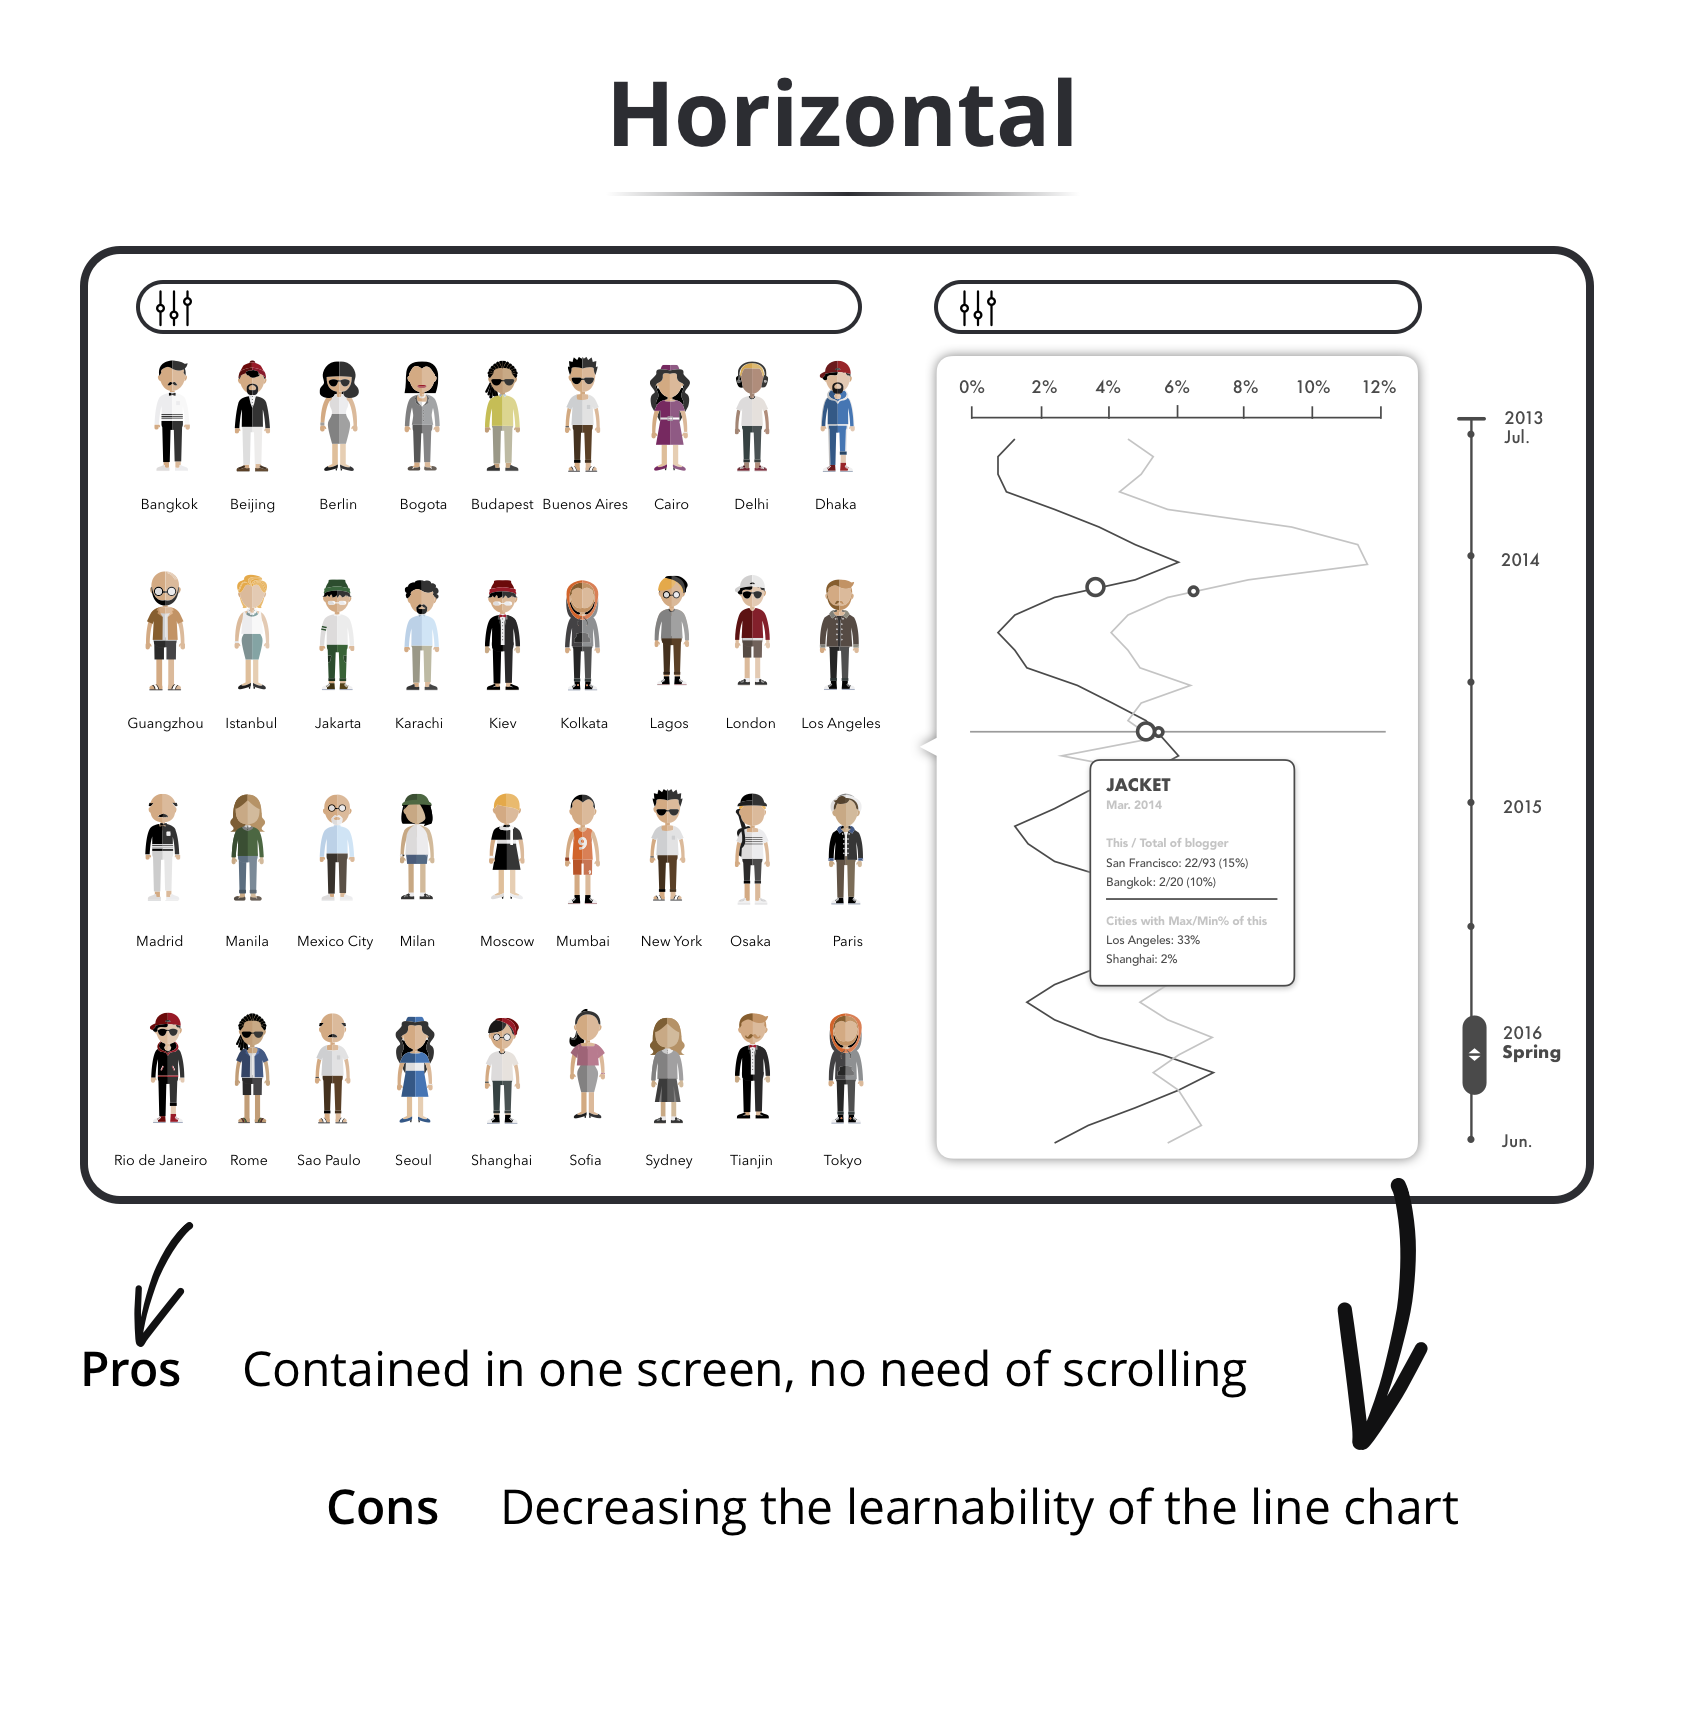 Horizontal
Bangkok Beijing Berlin Bogota Budapest Buenos Aires Cairo Delhi Dhaka
Guangzhou Istanbul Jakarta Karachi Kiev Kolkata Lagos London Los Angeles
Madrid Manila Mexico City Milan Moscow Mumbai New York Osaka Paris
Rio de Janeiro Rome Sao Paulo Seoul Shanghai Sofia Sydney Tianjin Tokyo
0% 2% 4% 6% 8% 10% 12%
JACKET
Mar. 2014
This / Total of blogger
San Francisco: 22/93 (15%)
Bangkok: 2/20 (10%)
Cities with Max/Min% of this
Los Angeles: 33%
Shanghai: 2%
2013
Jul.
2014
2015
2016
Spring
Jun.
9
Pros Contained in one screen, no need of scrolling
Cons Decreasing the learnability of the line chart